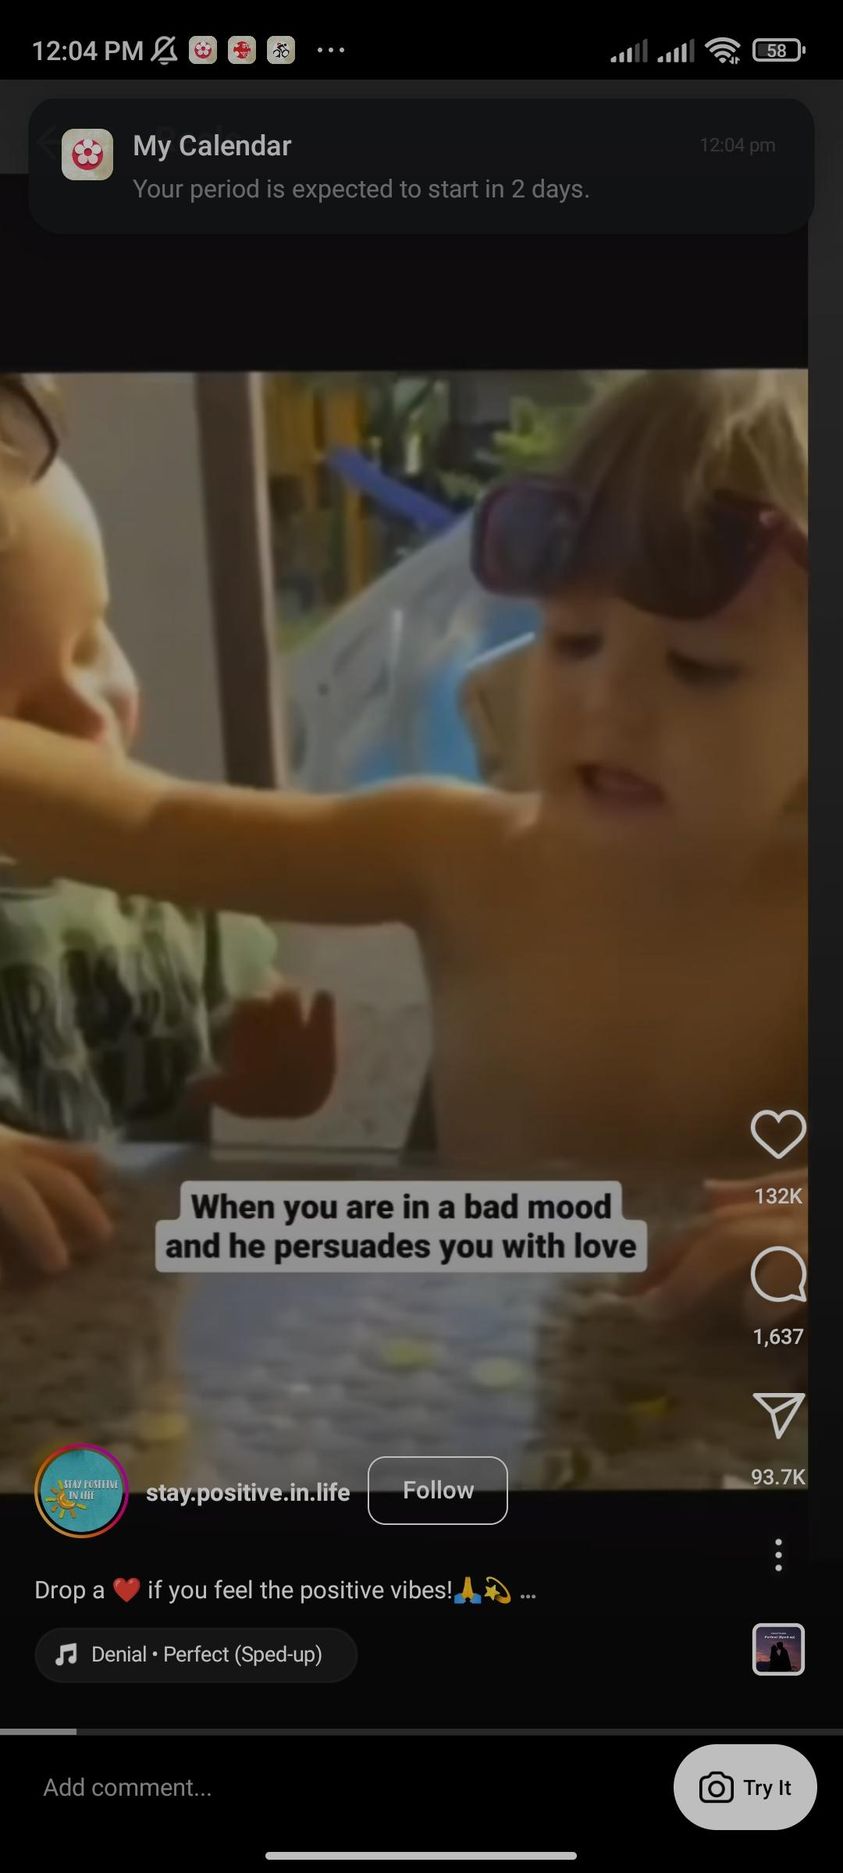 12:04 PM
58
My Calendar
12:04 pm
Your period is expected to start in 2 days.
When you are in a bad mood
and he persuades you with love
132K
1,637
93.7K
STAY POSITIVE
IN LIFE
stay.positive.in.life
Follow
Drop a ❤️ if you feel the positive vibes!🙏💫 ...
Denial • Perfect (Sped-up)
Add comment...
Try It